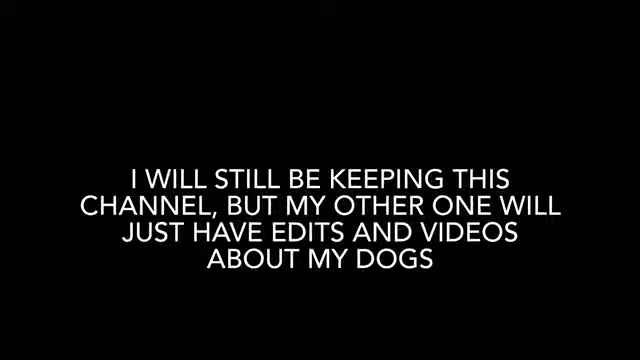 I WILL STILL BE KEEPING THIS
CHANNEL, BUT MY OTHER ONE WILL
JUST HAVE EDITS AND VIDEOS
ABOUT MY DOGS